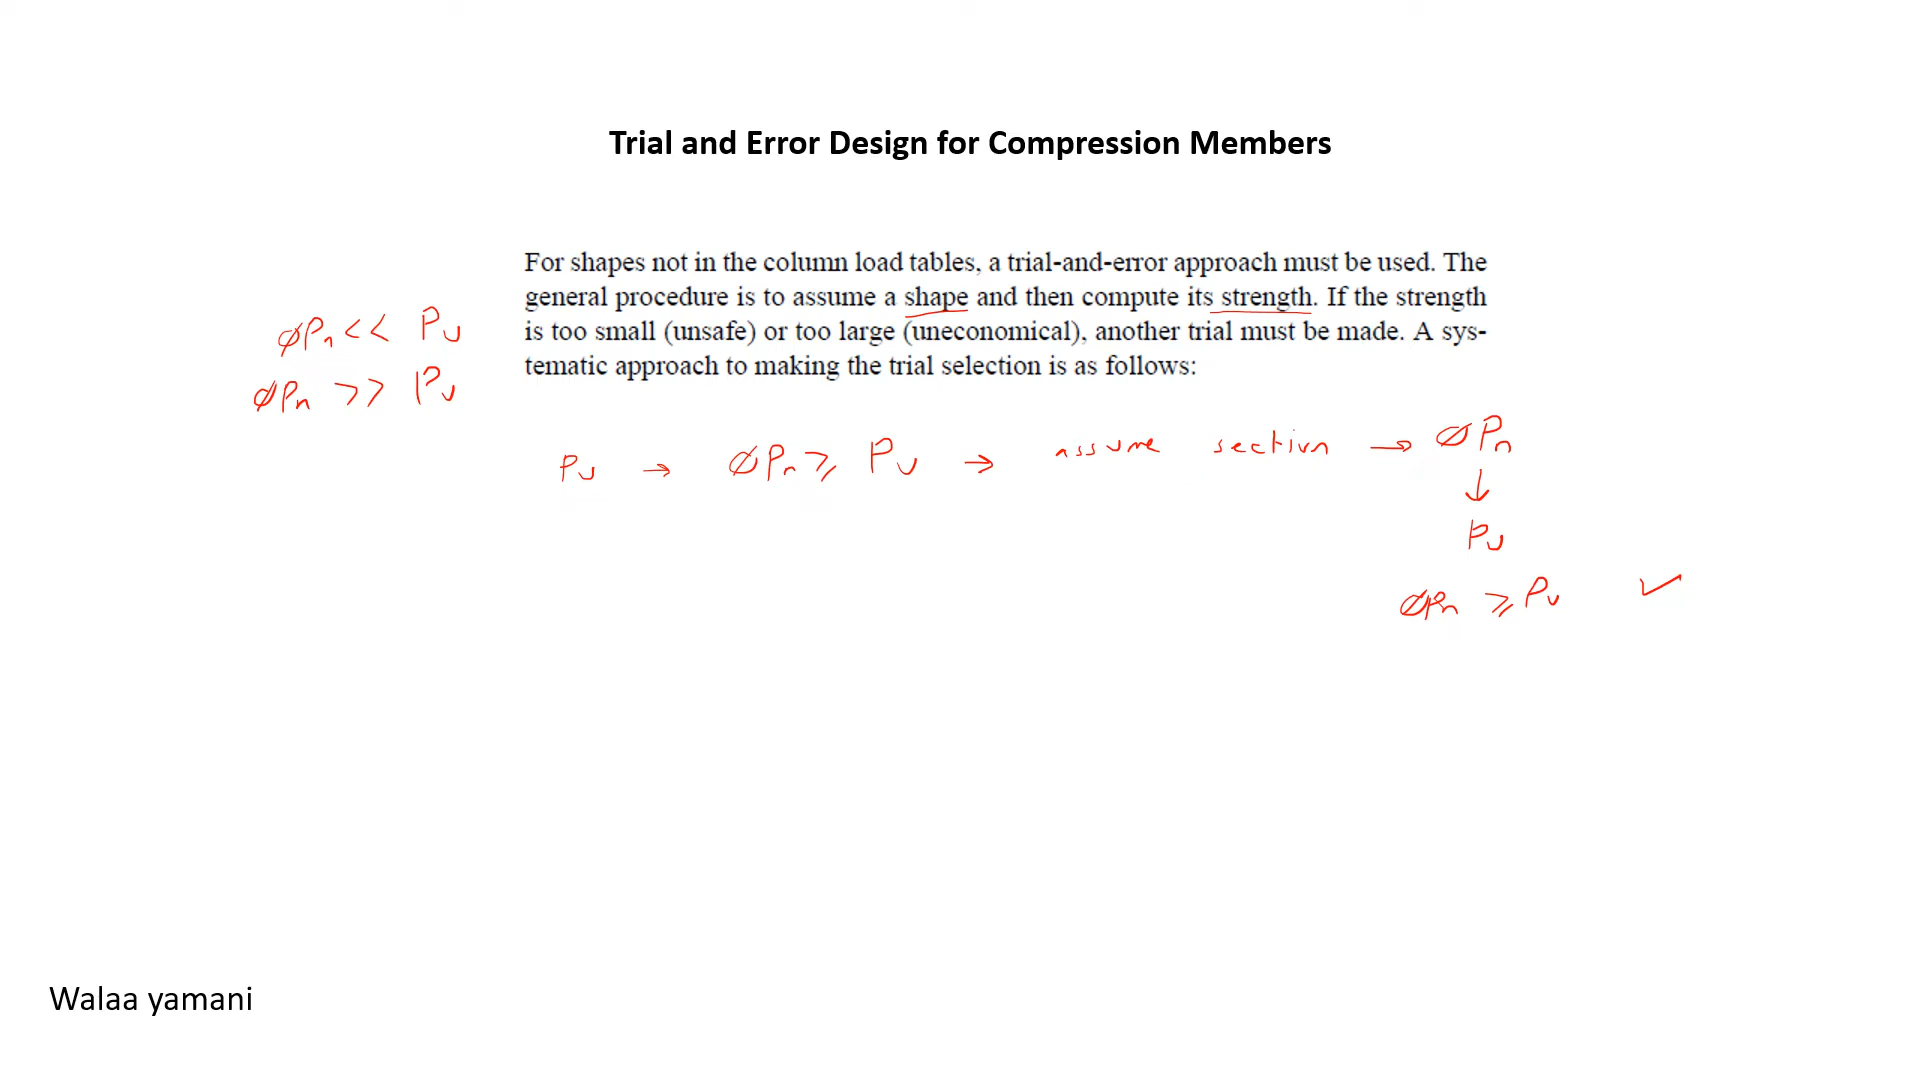 Trial and Error Design for Compression Members
For shapes not in the column load tables, a trial-and-error approach must be used. The
general procedure is to assume a shape and then compute its strength. If the strength
is too small (unsafe) or too large (uneconomical), another trial must be made. A sys-
tematic approach to making the trial selection is as follows:
ØPn << Pu
ØPn >> Pu
Pu → ØPn ≥ Pu → assume section → ØPn
↓
Pu
ØPn ≥ Pu ✓
Walaa yamani